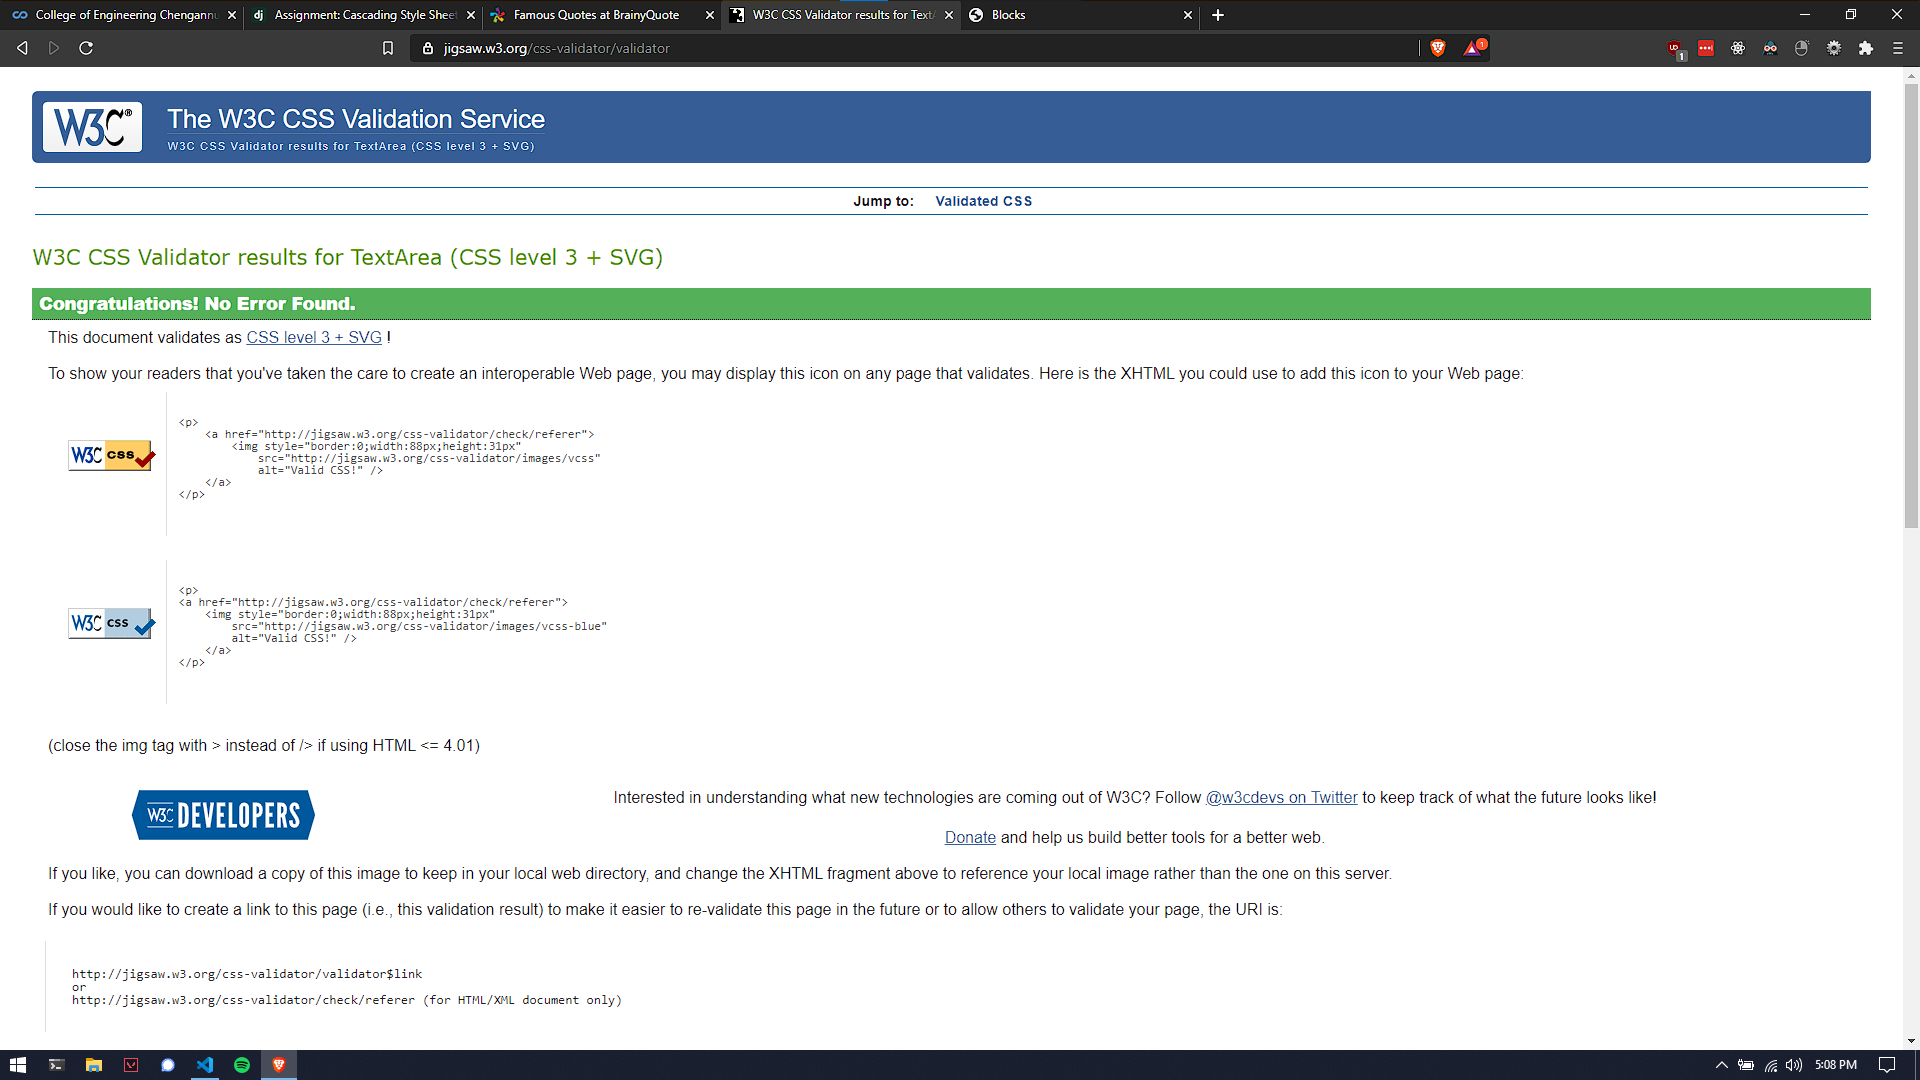 College of Engineering Chengannu
Assignment: Cascading Style Sheet
Famous Quotes at BrainyQuote
W3C CSS Validator results for TextA
Blocks
jigsaw.w3.org/css-validator/validator
1
1
W3C®
The W3C CSS Validation Service
W3C CSS Validator results for TextArea (CSS level 3 + SVG)
Jump to: Validated CSS
W3C CSS Validator results for TextArea (CSS level 3 + SVG)
Congratulations! No Error Found.
This document validates as CSS level 3 + SVG !
To show your readers that you've taken the care to create an interoperable Web page, you may display this icon on any page that validates. Here is the XHTML you could use to add this icon to your Web page:
W3C css
<p>
<a href="http://jigsaw.w3.org/css-validator/check/referer">
<img style="border:0;width:88px;height:31px"
src="http://jigsaw.w3.org/css-validator/images/vcss"
alt="Valid CSS!" />
</a>
</p>
W3C css
<p>
<a href="http://jigsaw.w3.org/css-validator/check/referer">
<img style="border:0;width:88px;height:31px"
src="http://jigsaw.w3.org/css-validator/images/vcss-blue"
alt="Valid CSS!" />
</a>
</p>
(close the img tag with > instead of /> if using HTML <= 4.01)
W3C DEVELOPERS
Interested in understanding what new technologies are coming out of W3C? Follow @w3cdevs on Twitter to keep track of what the future looks like!
Donate and help us build better tools for a better web.
If you like, you can download a copy of this image to keep in your local web directory, and change the XHTML fragment above to reference your local image rather than the one on this server.
If you would like to create a link to this page (i.e., this validation result) to make it easier to re-validate this page in the future or to allow others to validate your page, the URI is:
http://jigsaw.w3.org/css-validator/validator$link
or
http://jigsaw.w3.org/css-validator/check/referer (for HTML/XML document only)
5:08 PM